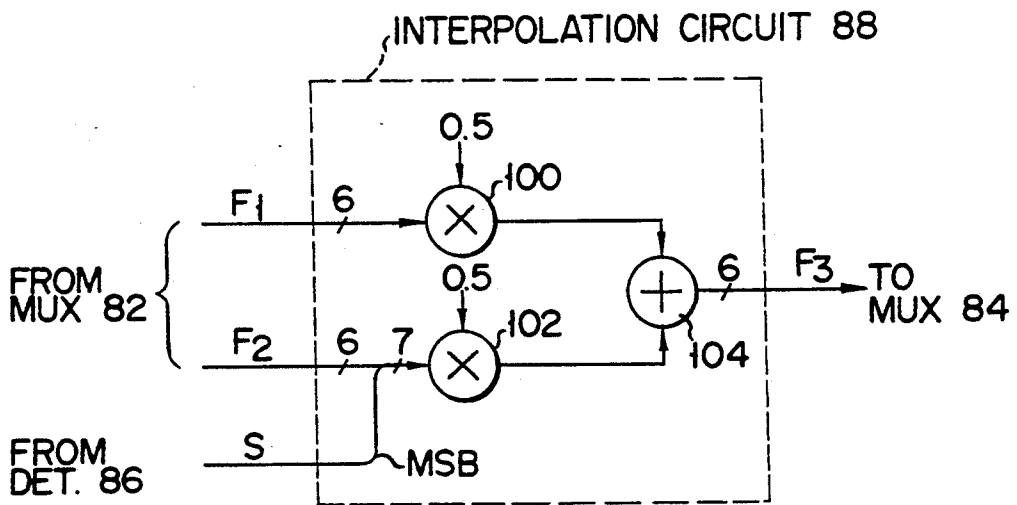 INTERPOLATION CIRCUIT 88
0.5
100
F1
6
FROM
MUX 82
0.5
102
6
F3
TO
MUX 84
104
F2
6
7
S
MSB
FROM
DET. 86